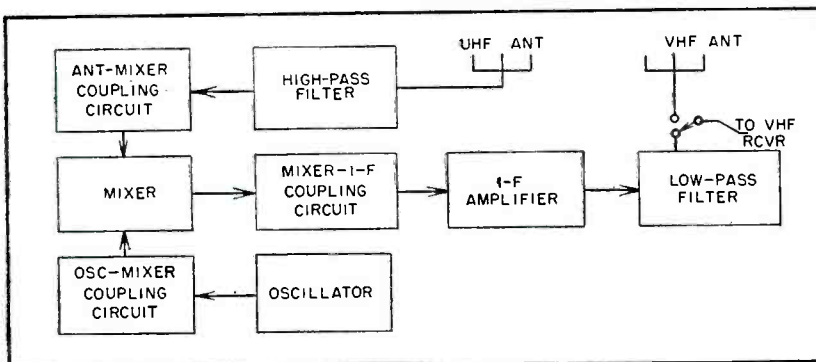 UHF ANT
VHF ANT
ANT-MIXER
COUPLING
CIRCUIT
HIGH-PASS
FILTER
TO VHF
RCVR
MIXER
MIXER-I-F
COUPLING
CIRCUIT
I-F
AMPLIFIER
LOW-PASS
FILTER
OSC-MIXER
COUPLING
CIRCUIT
OSCILLATOR